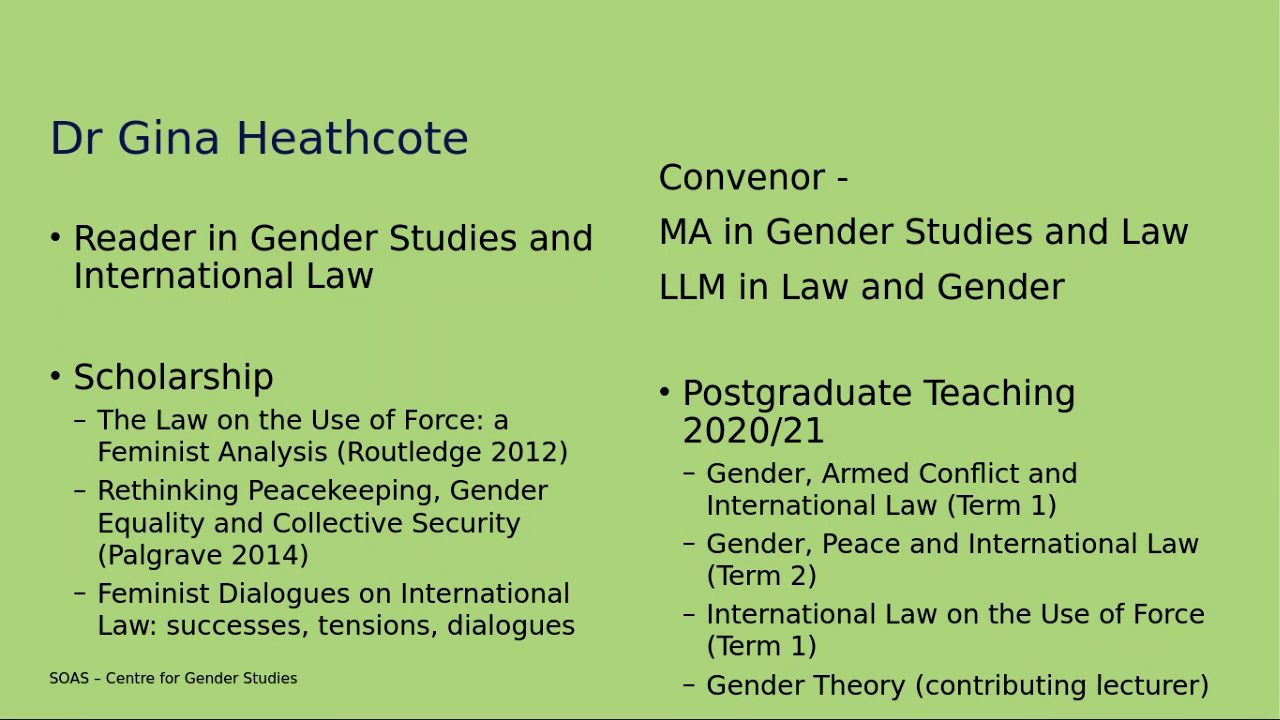 Dr Gina Heathcote
• Reader in Gender Studies and
International Law
• Scholarship
– The Law on the Use of Force: a
Feminist Analysis (Routledge 2012)
– Rethinking Peacekeeping, Gender
Equality and Collective Security
(Palgrave 2014)
– Feminist Dialogues on International
Law: successes, tensions, dialogues
SOAS – Centre for Gender Studies
Convenor -
MA in Gender Studies and Law
LLM in Law and Gender
• Postgraduate Teaching
2020/21
– Gender, Armed Conflict and
International Law (Term 1)
– Gender, Peace and International Law
(Term 2)
– International Law on the Use of Force
(Term 1)
– Gender Theory (contributing lecturer)